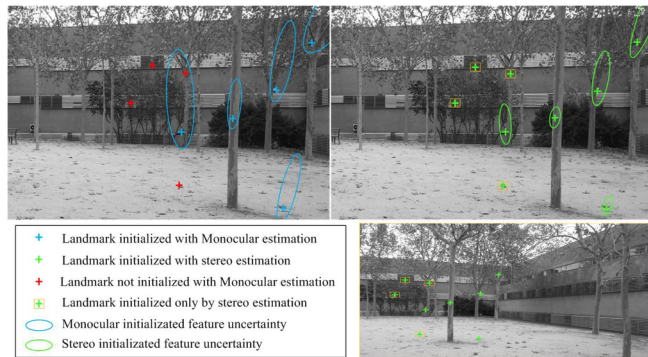 Landmark initialized with Monocular estimation
Landmark initialized with stereo estimation
Landmark not initialized with Monocular estimation
Landmark initialized only by stereo estimation
Monocular initializated feature uncertainty
Stereo initializated feature uncertainty